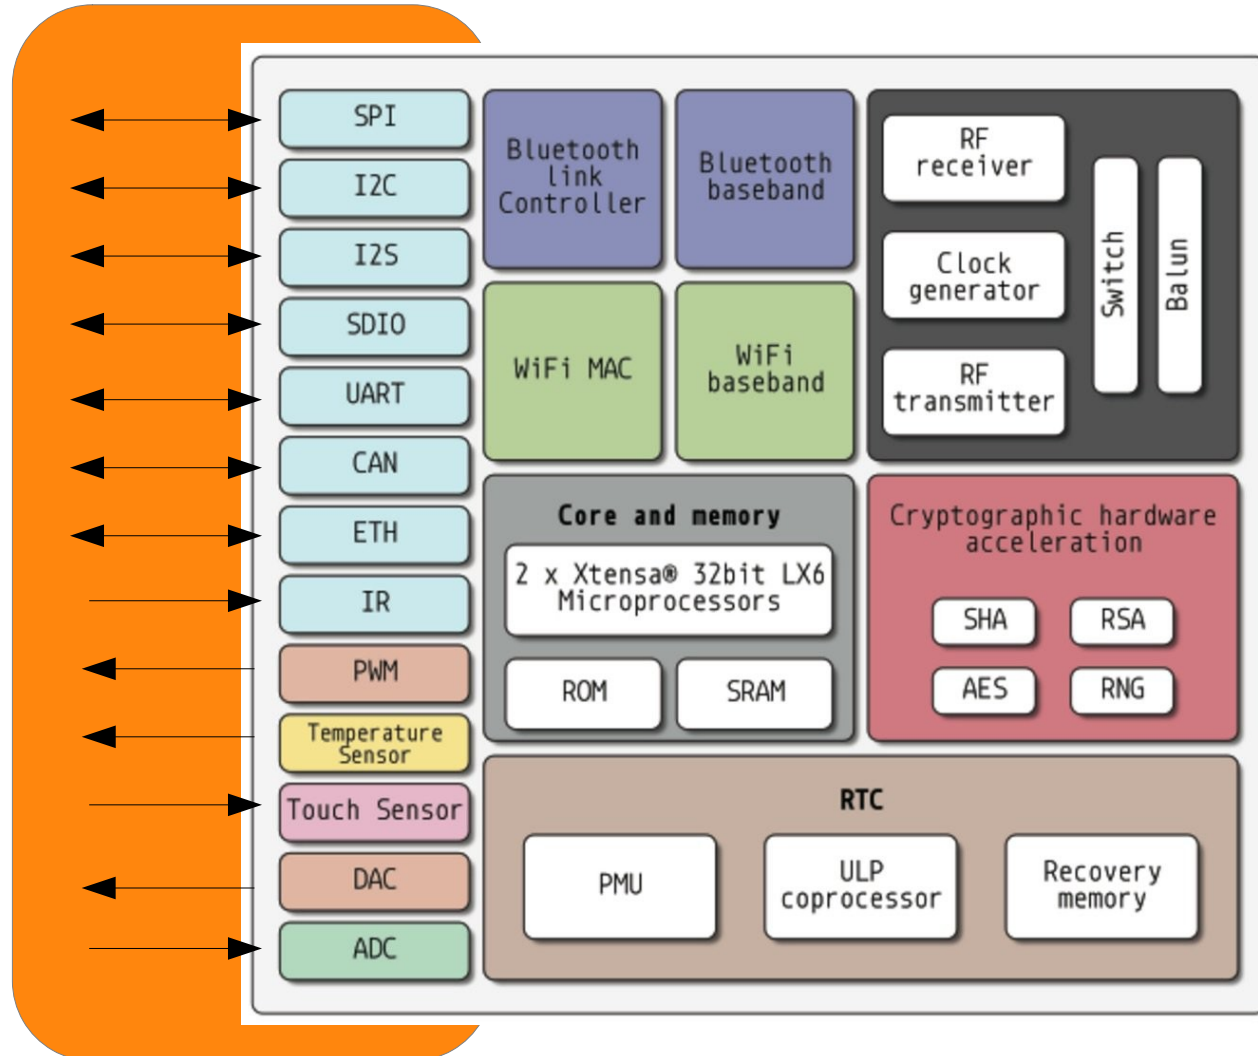 SPI
I2C
I2S
SDIO
UART
CAN
ETH
IR
PWM
Temperature
Sensor
Touch Sensor
DAC
ADC
Bluetooth
link
Controller
Bluetooth
baseband
WiFi MAC
WiFi
baseband
RF
receiver
Clock
generator
RF
transmitter
Switch
Balun
Core and memory
2 x Xtensa® 32bit LX6
Microprocessors
ROM
SRAM
Cryptographic hardware
acceleration
SHA
RSA
AES
RNG
RTC
PMU
ULP
coprocessor
Recovery
memory